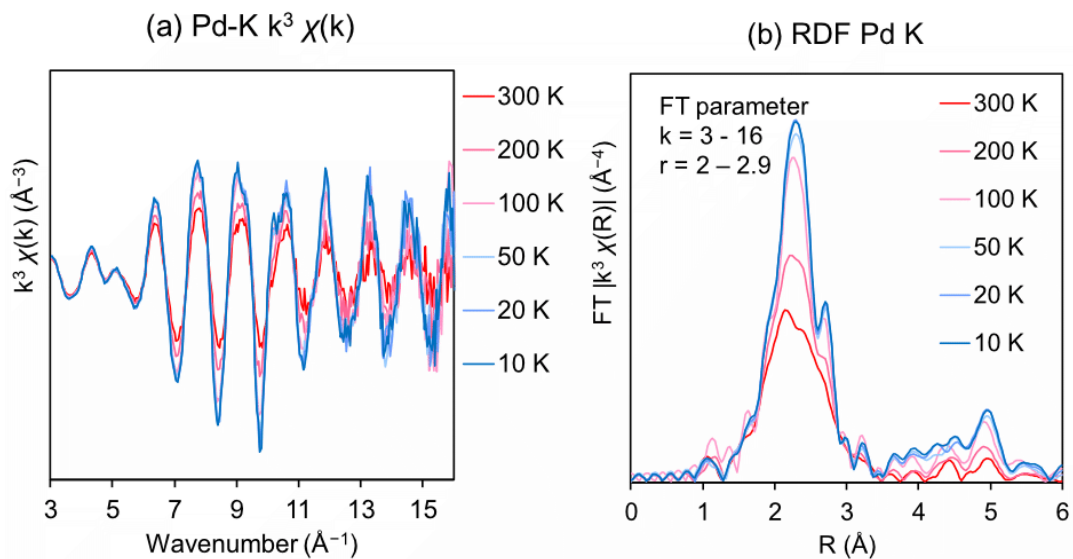 (a) Pd-K k³ χ(k)
k³ χ(k) (Å⁻³)
300 K
200 K
100 K
50 K
20 K
10 K
3 5 7 9 11 13 15
Wavenumber (Å⁻¹)
(b) RDF Pd K
FT |k³ χ(R)| (Å⁻⁴)
FT parameter
k = 3 - 16
r = 2 – 2.9
300 K
200 K
100 K
50 K
20 K
10 K
0 1 2 3 4 5 6
R (Å)